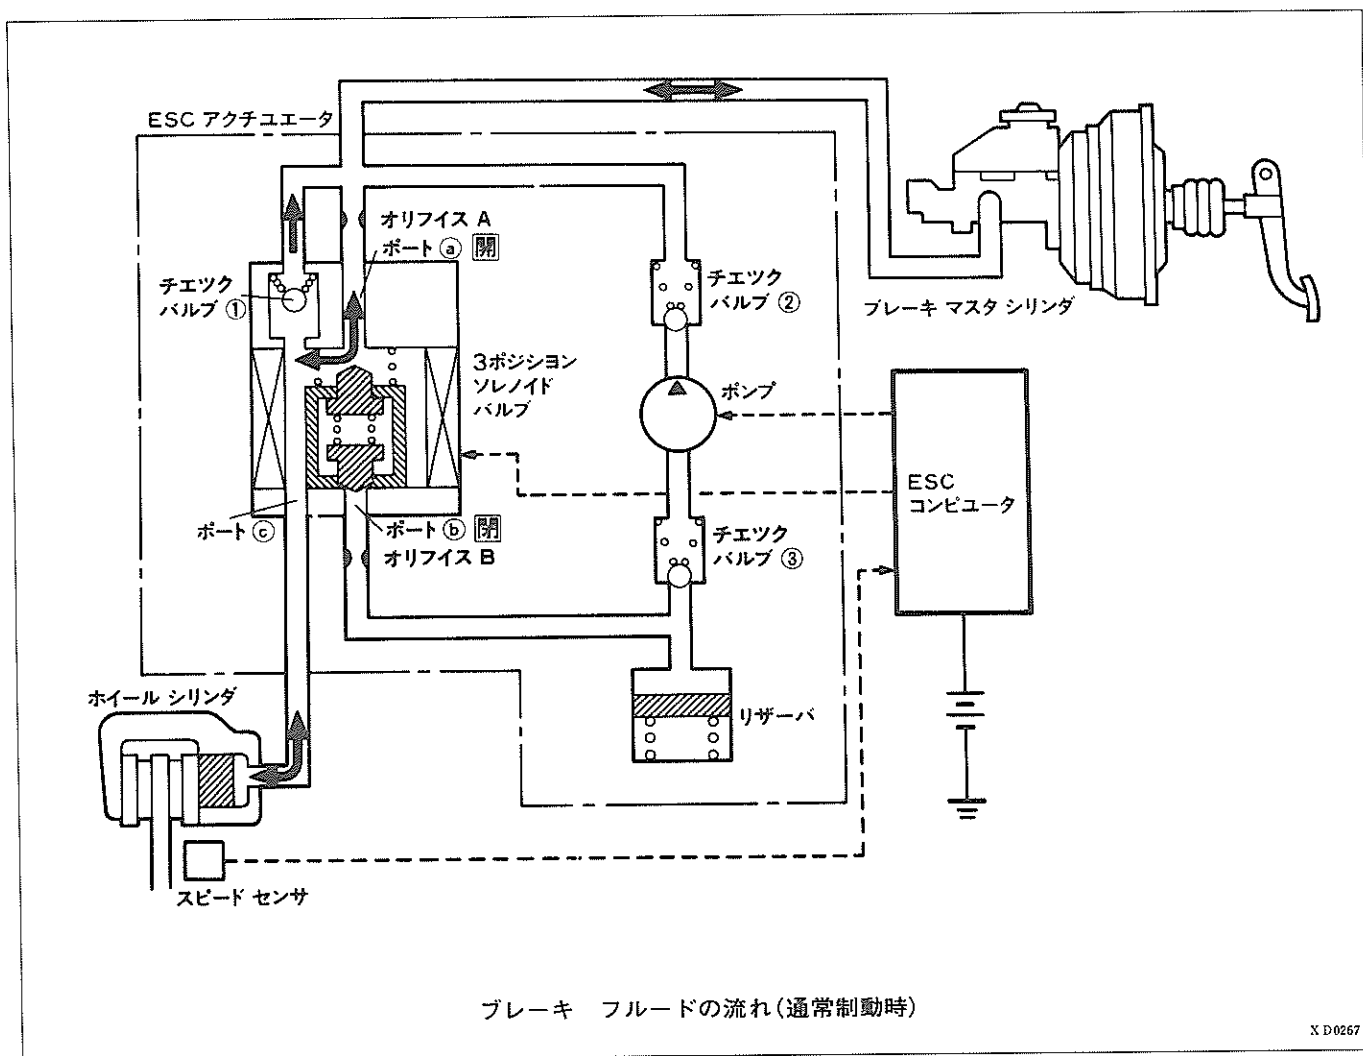 ESC アクチユエータ
オリフイス A
ポート ⓐ 開
チエツク
バルブ ①
チエツク
バルブ ②
ブレーキ マスタ シリンダ
3ポジシヨン
ソレノイド
バルブ
ポンプ
ESC
コンピユータ
ポート ⓒ
ポート ⓑ 閉
オリフイス B
チエツク
バルブ ③
ホイール シリンダ
リザーバ
スピード センサ
ブレーキ フルードの流れ(通常制動時)
X D0267